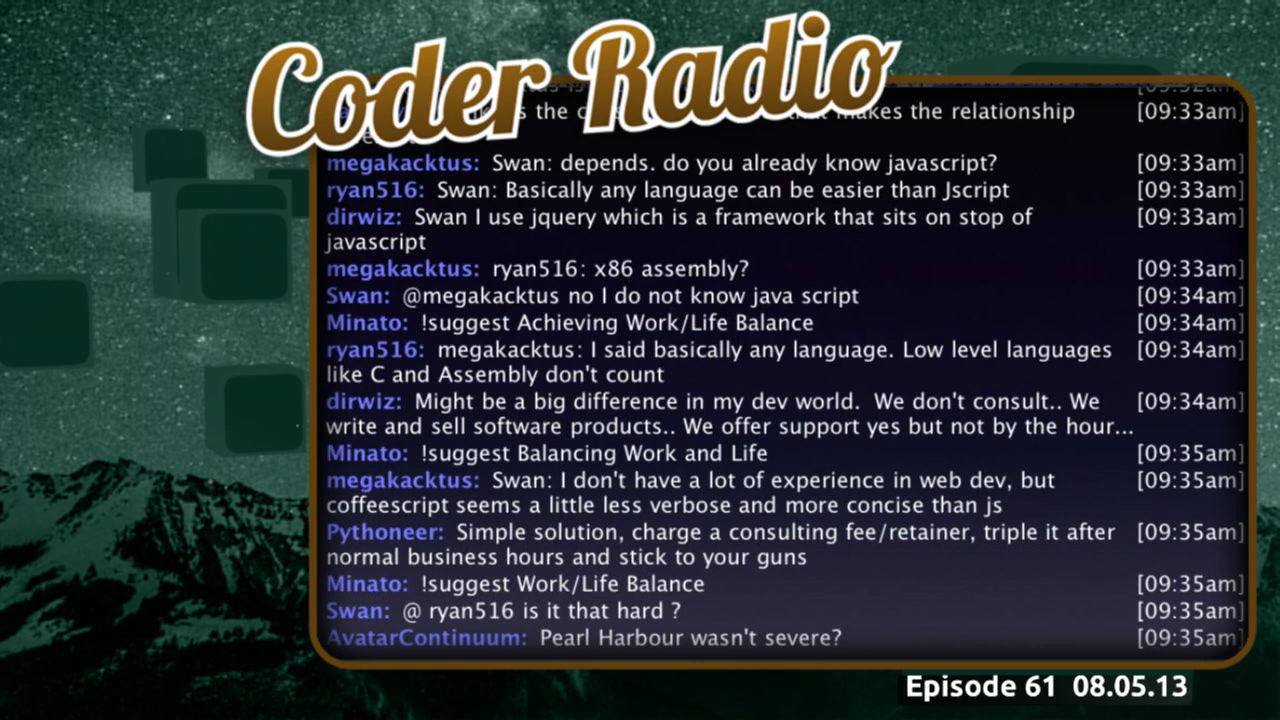 Coder Radio
the
makes the relationship [09:33am]
megakacktus: Swan: depends. do you already know javascript? [09:33am]
ryan516: Swan: Basically any language can be easier than Jscript [09:33am]
dirwiz: Swan I use jquery which is a framework that sits on stop of [09:33am]
javascript
megakacktus: ryan516: x86 assembly? [09:33am]
Swan: @megakacktus no I do not know java script [09:34am]
Minato: !suggest Achieving Work/Life Balance [09:34am]
ryan516: megakacktus: I said basically any language. Low level languages [09:34am]
like C and Assembly don't count
dirwiz: Might be a big difference in my dev world. We don't consult.. We [09:34am]
write and sell software products.. We offer support yes but not by the hour...
Minato: !suggest Balancing Work and Life [09:35am]
megakacktus: Swan: I don't have a lot of experience in web dev, but [09:35am]
coffeescript seems a little less verbose and more concise than js
Pythoneer: Simple solution, charge a consulting fee/retainer, triple it after [09:35am]
normal business hours and stick to your guns
Minato: !suggest Work/Life Balance [09:35am]
Swan: @ ryan516 is it that hard ? [09:35am]
AvatarContinuum: Pearl Harbour wasn't severe? [09:35am]
Episode 61 08.05.13